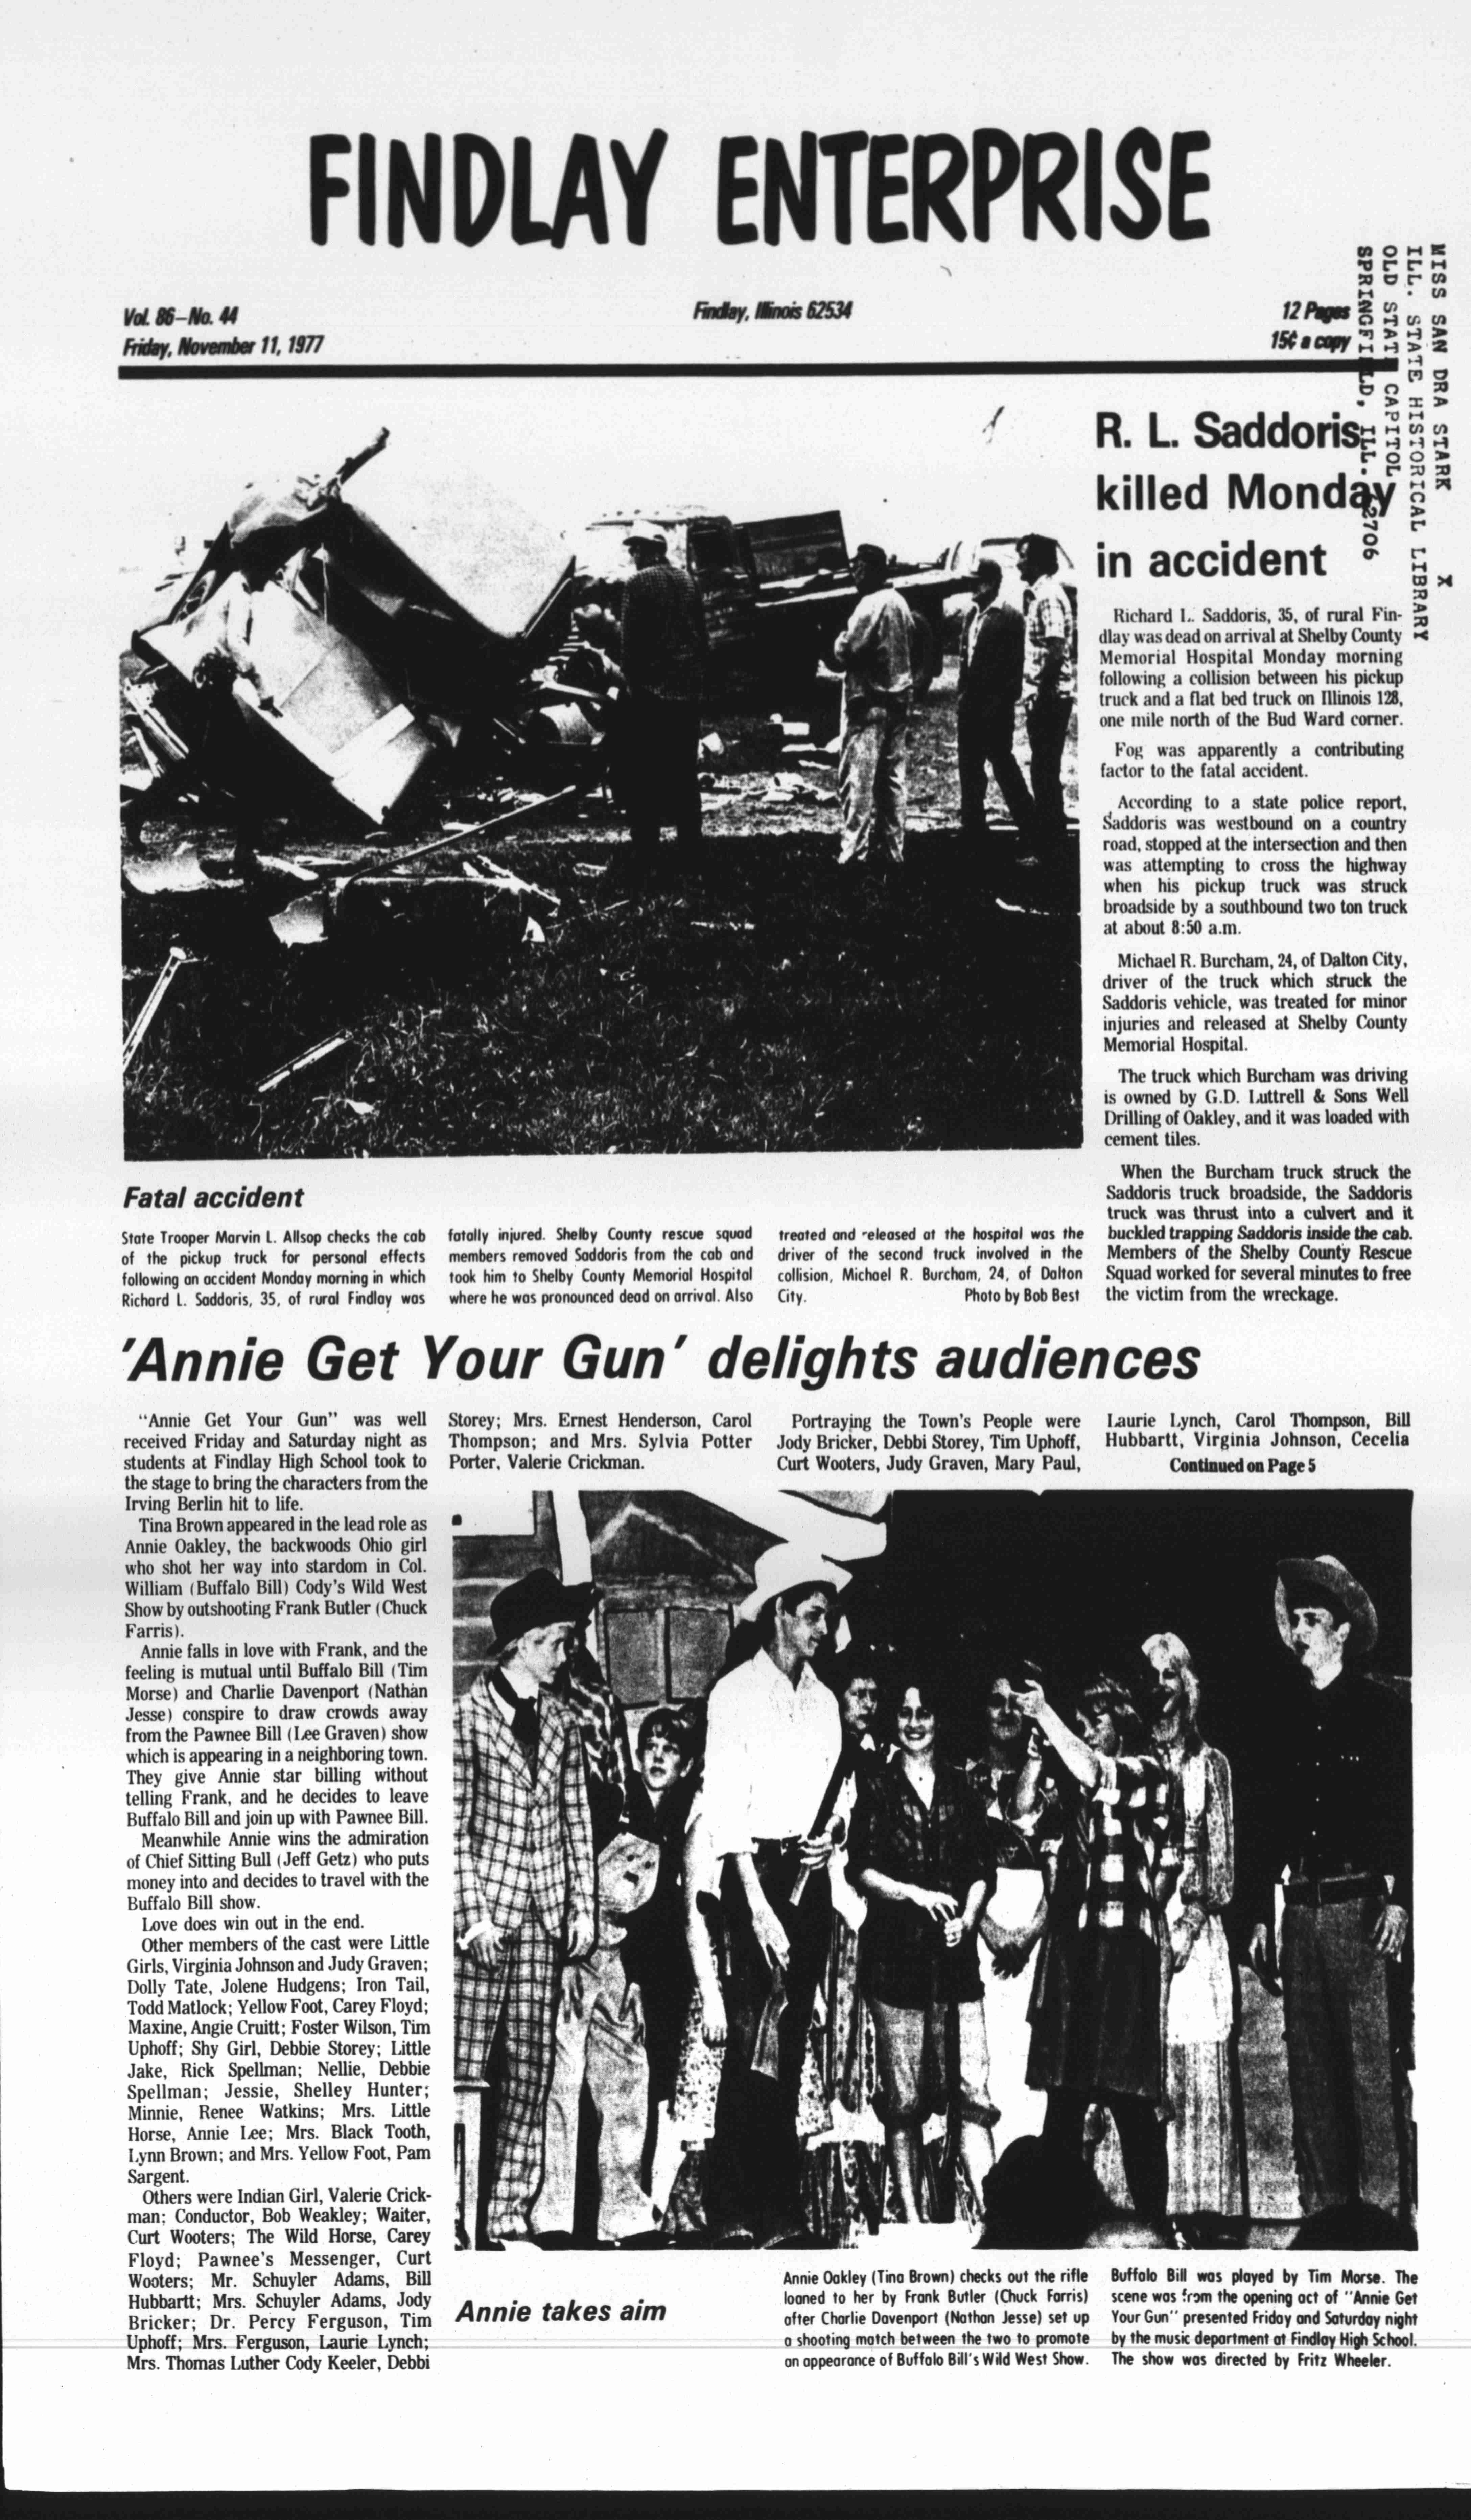 FINDLAY ENTERPRISE
Vol. 86—No. 44
Friday, November 11, 1977
Findlay, Illinois 62534
12 Pages
15¢ a copy
MISS SAN DRA STARK X
ILL. STATE HISTORICAL LIBRARY
OLD STATE CAPITOL
SPRINGFIELD, ILL. 62706
R. L. Saddoris
killed Monday
in accident
Richard L. Saddoris, 35, of rural Fin-
dlay was dead on arrival at Shelby County
Memorial Hospital Monday morning
following a collision between his pickup
truck and a flat bed truck on Illinois 128,
one mile north of the Bud Ward corner.
Fog was apparently a contributing
factor to the fatal accident.
According to a state police report,
Saddoris was westbound on a country
road, stopped at the intersection and then
was attempting to cross the highway
when his pickup truck was struck
broadside by a southbound two ton truck
at about 8:50 a.m.
Michael R. Burcham, 24, of Dalton City,
driver of the truck which struck the
Saddoris vehicle, was treated for minor
injuries and released at Shelby County
Memorial Hospital.
The truck which Burcham was driving
is owned by G.D. Luttrell & Sons Well
Drilling of Oakley, and it was loaded with
cement tiles.
When the Burcham truck struck the
Saddoris truck broadside, the Saddoris
truck was thrust into a culvert and it
buckled trapping Saddoris inside the cab.
Members of the Shelby County Rescue
Squad worked for several minutes to free
the victim from the wreckage.
Fatal accident
State Trooper Marvin L. Allsop checks the cab
of the pickup truck for personal effects
following an accident Monday morning in which
Richard L. Saddoris, 35, of rural Findlay was
fatally injured. Shelby County rescue squad
members removed Saddoris from the cab and
took him to Shelby County Memorial Hospital
where he was pronounced dead on arrival. Also
treated and released at the hospital was the
driver of the second truck involved in the
collision, Michael R. Burcham, 24, of Dalton
City. Photo by Bob Best
'Annie Get Your Gun' delights audiences
"Annie Get Your Gun" was well
received Friday and Saturday night as
students at Findlay High School took to
the stage to bring the characters from the
Irving Berlin hit to life.
Tina Brown appeared in the lead role as
Annie Oakley, the backwoods Ohio girl
who shot her way into stardom in Col.
William (Buffalo Bill) Cody's Wild West
Show by outshooting Frank Butler (Chuck
Farris).
Annie falls in love with Frank, and the
feeling is mutual until Buffalo Bill (Tim
Morse) and Charlie Davenport (Nathan
Jesse) conspire to draw crowds away
from the Pawnee Bill (Lee Graven) show
which is appearing in a neighboring town.
They give Annie star billing without
telling Frank, and he decides to leave
Buffalo Bill and join up with Pawnee Bill.
Meanwhile Annie wins the admiration
of Chief Sitting Bull (Jeff Getz) who puts
money into and decides to travel with the
Buffalo Bill show.
Love does win out in the end.
Other members of the cast were Little
Girls, Virginia Johnson and Judy Graven;
Dolly Tate, Jolene Hudgens; Iron Tail,
Todd Matlock; Yellow Foot, Carey Floyd;
Maxine, Angie Cruitt; Foster Wilson, Tim
Uphoff; Shy Girl, Debbie Storey; Little
Jake, Rick Spellman; Nellie, Debbie
Spellman; Jessie, Shelley Hunter;
Minnie, Renee Watkins; Mrs. Little
Horse, Annie Lee; Mrs. Black Tooth,
Lynn Brown; and Mrs. Yellow Foot, Pam
Sargent.
Others were Indian Girl, Valerie Crick-
man; Conductor, Bob Weakley; Waiter,
Curt Wooters; The Wild Horse, Carey
Floyd; Pawnee's Messenger, Curt
Wooters; Mr. Schuyler Adams, Bill
Hubbartt; Mrs. Schuyler Adams, Jody
Bricker; Dr. Percy Ferguson, Tim
Uphoff; Mrs. Ferguson, Laurie Lynch;
Mrs. Thomas Luther Cody Keeler, Debbi
Storey; Mrs. Ernest Henderson, Carol
Thompson; and Mrs. Sylvia Potter
Porter, Valerie Crickman.
Portraying the Town's People were
Jody Bricker, Debbi Storey, Tim Uphoff,
Curt Wooters, Judy Graven, Mary Paul,
Laurie Lynch, Carol Thompson, Bill
Hubbartt, Virginia Johnson, Cecelia
Continued on Page 5
Annie takes aim
Annie Oakley (Tina Brown) checks out the rifle
loaned to her by Frank Butler (Chuck Farris)
after Charlie Davenport (Nathan Jesse) set up
a shooting match between the two to promote
an appearance of Buffalo Bill's Wild West Show.
Buffalo Bill was played by Tim Morse. The
scene was from the opening act of "Annie Get
Your Gun" presented Friday and Saturday night
by the music department at Findlay High School.
The show was directed by Fritz Wheeler.